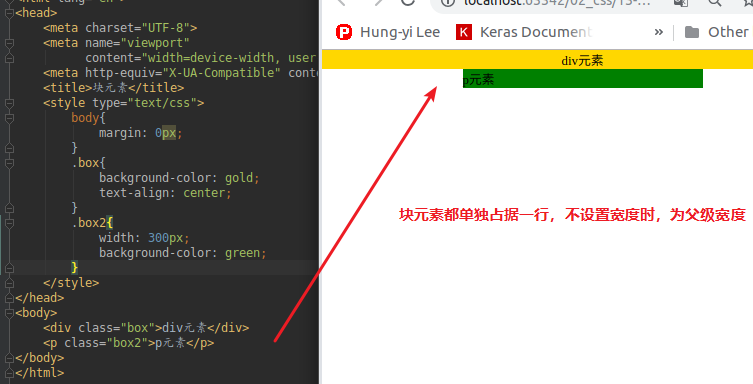 <html lang="en">
<head>
<meta charset="UTF-8">
<meta name="viewport"
content="width=device-width, user
<meta http-equiv="X-UA-Compatible" conte
<title>块元素</title>
<style type="text/css">
body{
margin: 0px;
}
.box{
background-color: gold;
text-align: center;
}
.box2{
width: 300px;
background-color: green;
}
</style>
</head>
<body>
<div class="box">div元素</div>
<p class="box2">p元素</p>
</body>
</html>
localhost:63342/02_css/13-...
Hung-yi Lee
Keras Document
»
Other
div元素
p元素
块元素都单独占据一行，不设置宽度时，为父级宽度